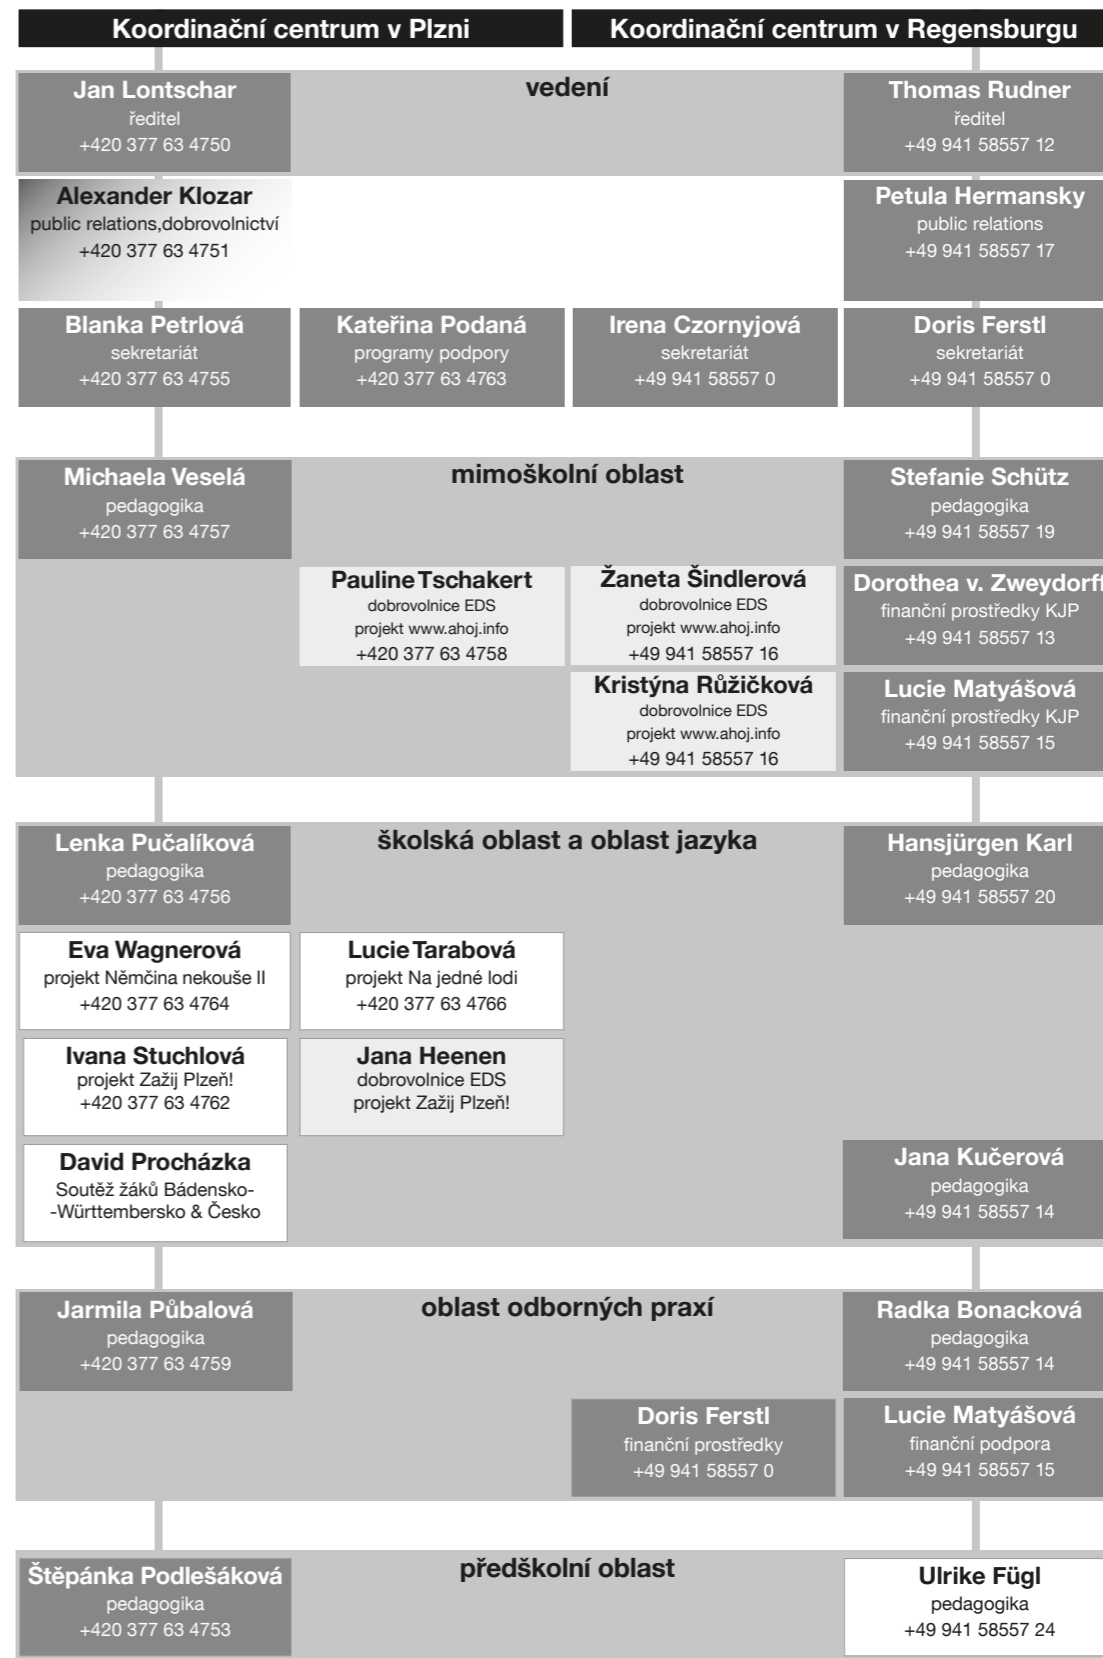 Koordinační centrum v Plzni
Koordinační centrum v Regensburgu
vedení
Jan Lontschar
ředitel
+420 377 63 4750
Thomas Rudner
ředitel
+49 941 58557 12
Alexander Klozar
public relations,dobrovolnictví
+420 377 63 4751
Petula Hermansky
public relations
+49 941 58557 17
Blanka Petrlová
sekretariát
+420 377 63 4755
Kateřina Podaná
programy podpory
+420 377 63 4763
Irena Czornyjová
sekretariát
+49 941 58557 0
Doris Ferstl
sekretariát
+49 941 58557 0
mimoškolní oblast
Michaela Veselá
pedagogika
+420 377 63 4757
Stefanie Schütz
pedagogika
+49 941 58557 19
Pauline Tschakert
dobrovolnice EDS
projekt www.ahoj.info
+420 377 63 4758
Žaneta Šindlerová
dobrovolnice EDS
projekt www.ahoj.info
+49 941 58557 16
Dorothea v. Zweydorff
finanční prostředky KJP
+49 941 58557 13
Kristýna Růžičková
dobrovolnice EDS
projekt www.ahoj.info
+49 941 58557 16
Lucie Matyášová
finanční prostředky KJP
+49 941 58557 15
školská oblast a oblast jazyka
Lenka Pučalíková
pedagogika
+420 377 63 4756
Hansjürgen Karl
pedagogika
+49 941 58557 20
Eva Wagnerová
projekt Němčina nekouše II
+420 377 63 4764
Lucie Tarabová
projekt Na jedné lodi
+420 377 63 4766
Ivana Stuchlová
projekt Zažij Plzeň!
+420 377 63 4762
Jana Heenen
dobrovolnice EDS
projekt Zažij Plzeň!
David Procházka
Soutěž žáků Bádensko-
-Württembersko & Česko
Jana Kučerová
pedagogika
+49 941 58557 14
oblast odborných praxí
Jarmila Půbalová
pedagogika
+420 377 63 4759
Radka Bonacková
pedagogika
+49 941 58557 14
Doris Ferstl
finanční prostředky
+49 941 58557 0
Lucie Matyášová
finanční podpora
+49 941 58557 15
předškolní oblast
Štěpánka Podlešáková
pedagogika
+420 377 63 4753
Ulrike Fügl
pedagogika
+49 941 58557 24